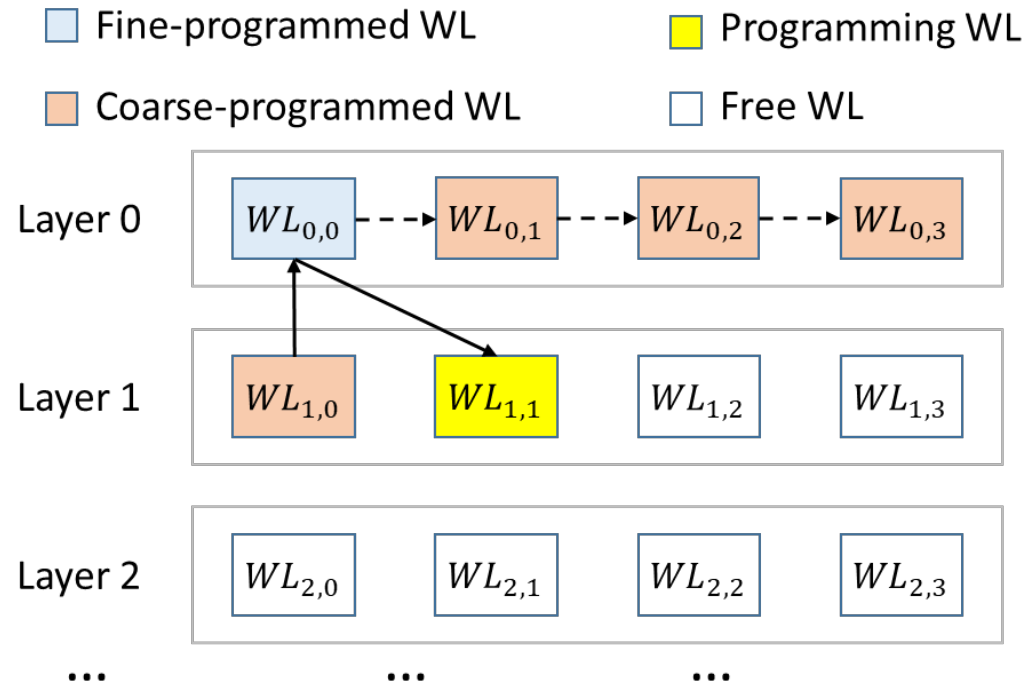 Fine-programmed WL Programming WL
Coarse-programmed WL Free WL
Layer 0 WL0,0 WL0,1 WL0,2 WL0,3
Layer 1 WL1,0 WL1,1 WL1,2 WL1,3
Layer 2 WL2,0 WL2,1 WL2,2 WL2,3
... ... ...